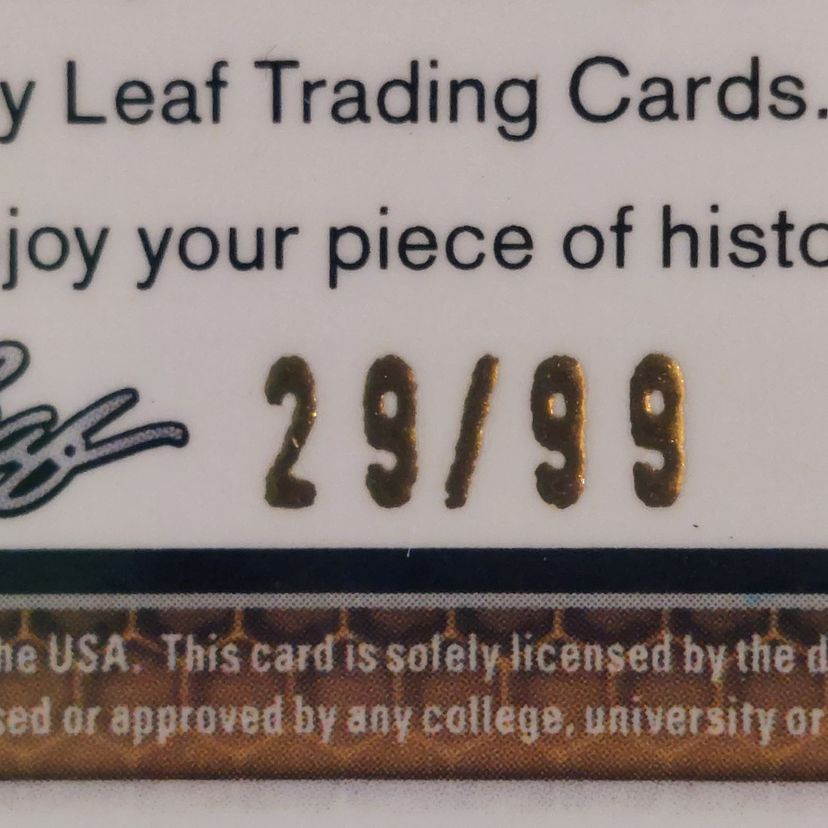 y Leaf Trading Cards.
joy your piece of histo
29/99
he USA. This card is solely licensed by the d
sed or approved by any college, university or